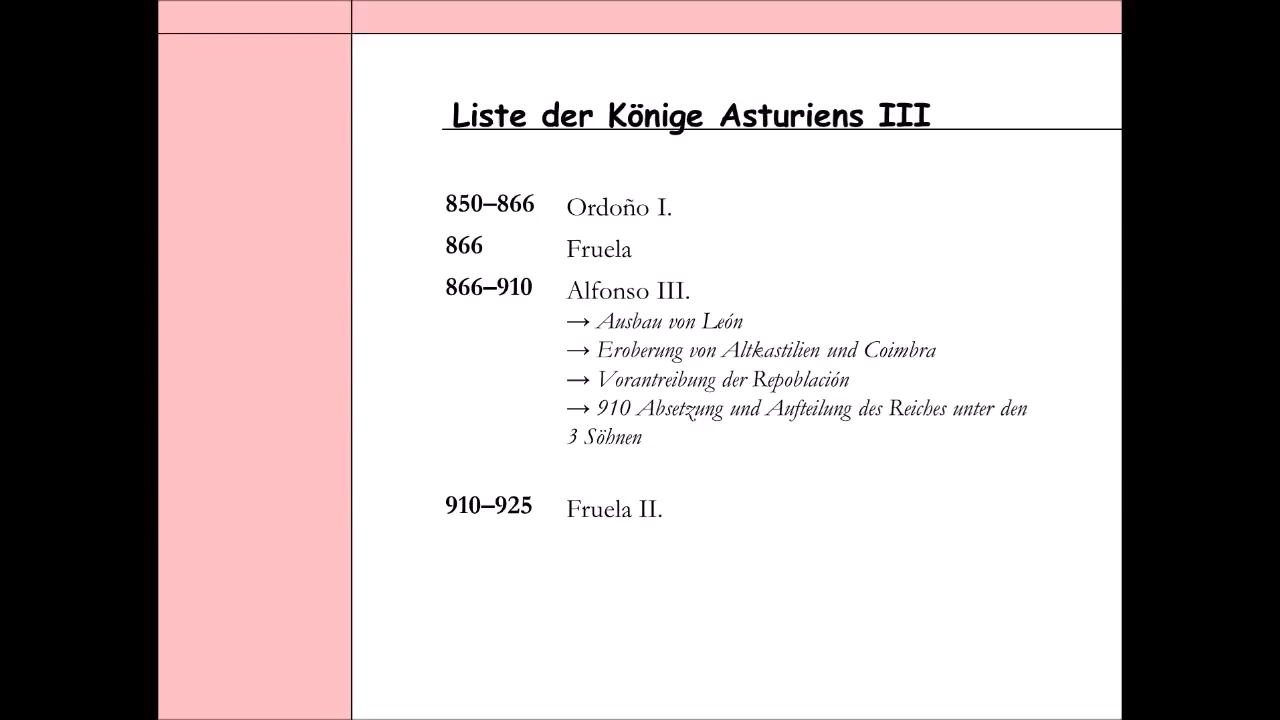 Liste der Könige Asturiens III
850–866 Ordoño I.
866 Fruela
866–910 Alfonso III.
→ Ausbau von León
→ Eroberung von Altkastilien und Coimbra
→ Vorantreibung der Repoblación
→ 910 Absetzung und Aufteilung des Reiches unter den
3 Söhnen
910–925 Fruela II.